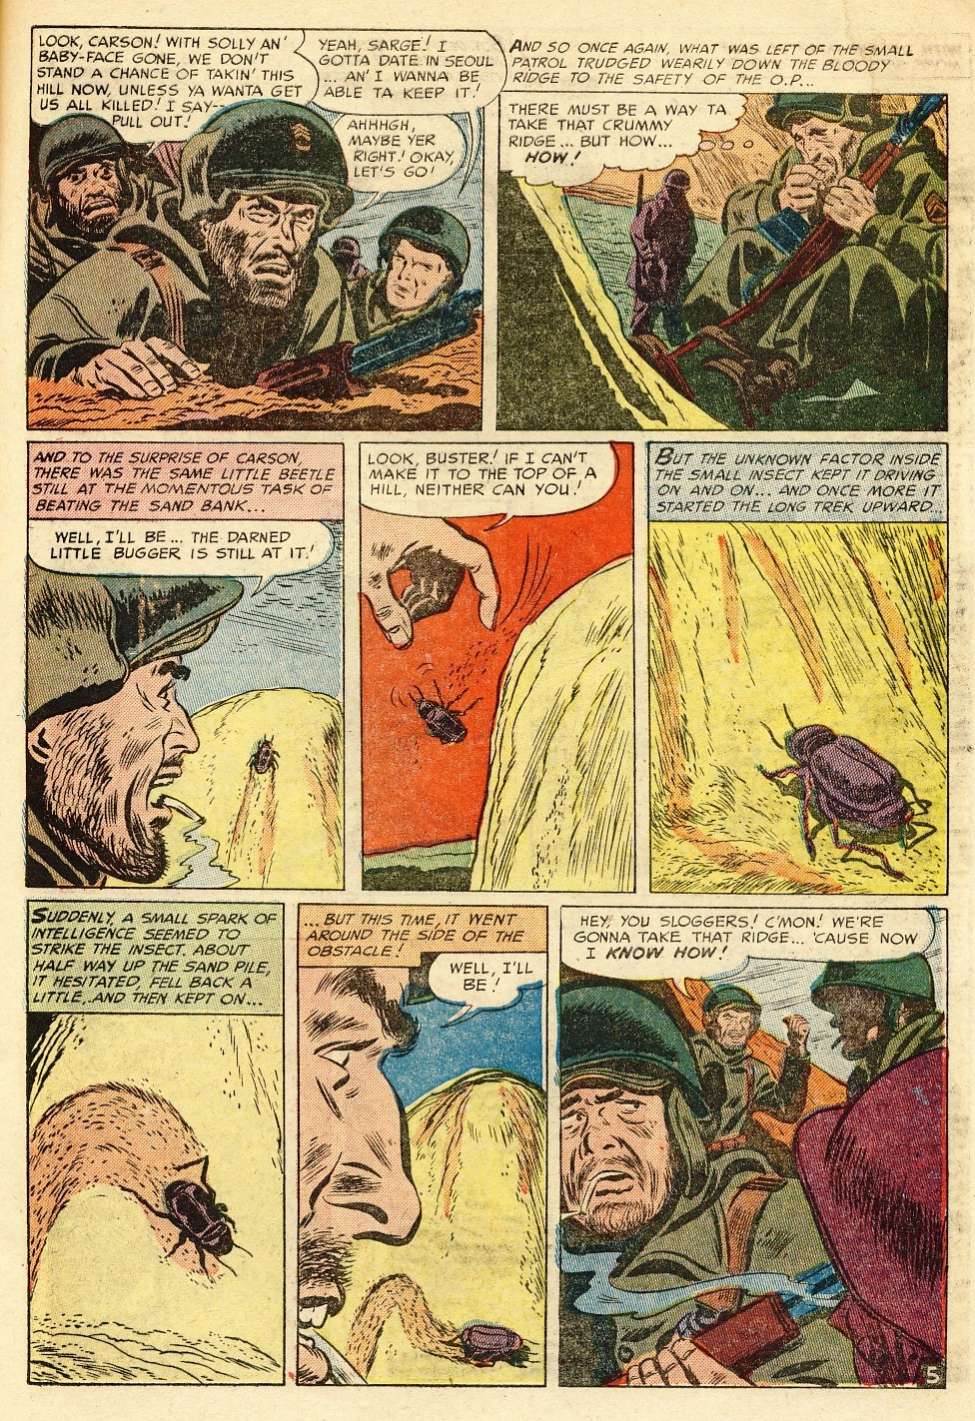 LOOK, CARSON! WITH SOLLY AN'
BABY-FACE GONE, WE DON'T
STAND A CHANCE OF TAKIN' THIS
HILL NOW, UNLESS YA WANTA GET
US ALL KILLED! I SAY--
PULL OUT!
YEAH, SARGE! I
GOTTA DATE IN SEOUL
... AN' I WANNA BE
ABLE TA KEEP IT!
AHHHGH,
MAYBE YER
RIGHT! OKAY,
LET'S GO!
AND SO ONCE AGAIN, WHAT WAS LEFT OF THE SMALL
PATROL TRUDGED WEARILY DOWN THE BLOODY
RIDGE TO THE SAFETY OF THE O.P...
THERE MUST BE A WAY TA
TAKE THAT CRUMMY
RIDGE... BUT HOW...
HOW!
AND TO THE SURPRISE OF CARSON,
THERE WAS THE SAME LITTLE BEETLE
STILL AT THE MOMENTOUS TASK OF
BEATING THE SAND BANK...
WELL, I'LL BE... THE DARNED
LITTLE BUGGER IS STILL AT IT!
LOOK, BUSTER! IF I CAN'T
MAKE IT TO THE TOP OF A
HILL, NEITHER CAN YOU!
BUT THE UNKNOWN FACTOR INSIDE
THE SMALL INSECT KEPT IT DRIVING
ON AND ON... AND ONCE MORE IT
STARTED THE LONG TREK UPWARD...
SUDDENLY, A SMALL SPARK OF
INTELLIGENCE SEEMED TO
STRIKE THE INSECT. ABOUT
HALF WAY UP THE SAND PILE,
IT HESITATED, FELL BACK A
LITTLE, AND THEN KEPT ON...
...BUT THIS TIME, IT WENT
AROUND THE SIDE OF THE
OBSTACLE!
WELL, I'LL
BE!
HEY, YOU SLOGGERS! C'MON! WE'RE
GONNA TAKE THAT RIDGE... 'CAUSE NOW
I KNOW HOW!
5